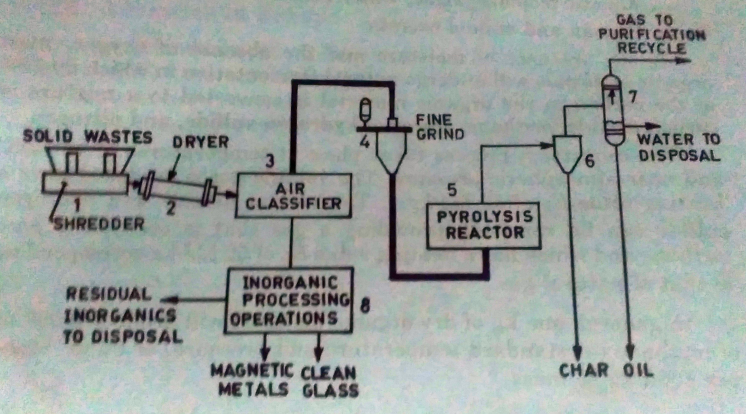 GAS TO
PURIFICATION
RECYCLE
7
WATER TO
DISPOSAL
SOLID WASTES
DRYER
1
2
SHREDDER
3
AIR
CLASSIFIER
4
FINE
GRIND
5
PYROLYSIS
REACTOR
6
INORGANIC
PROCESSING
OPERATIONS
8
RESIDUAL
INORGANICS
TO DISPOSAL
MAGNETIC CLEAN
METALS GLASS
CHAR OIL